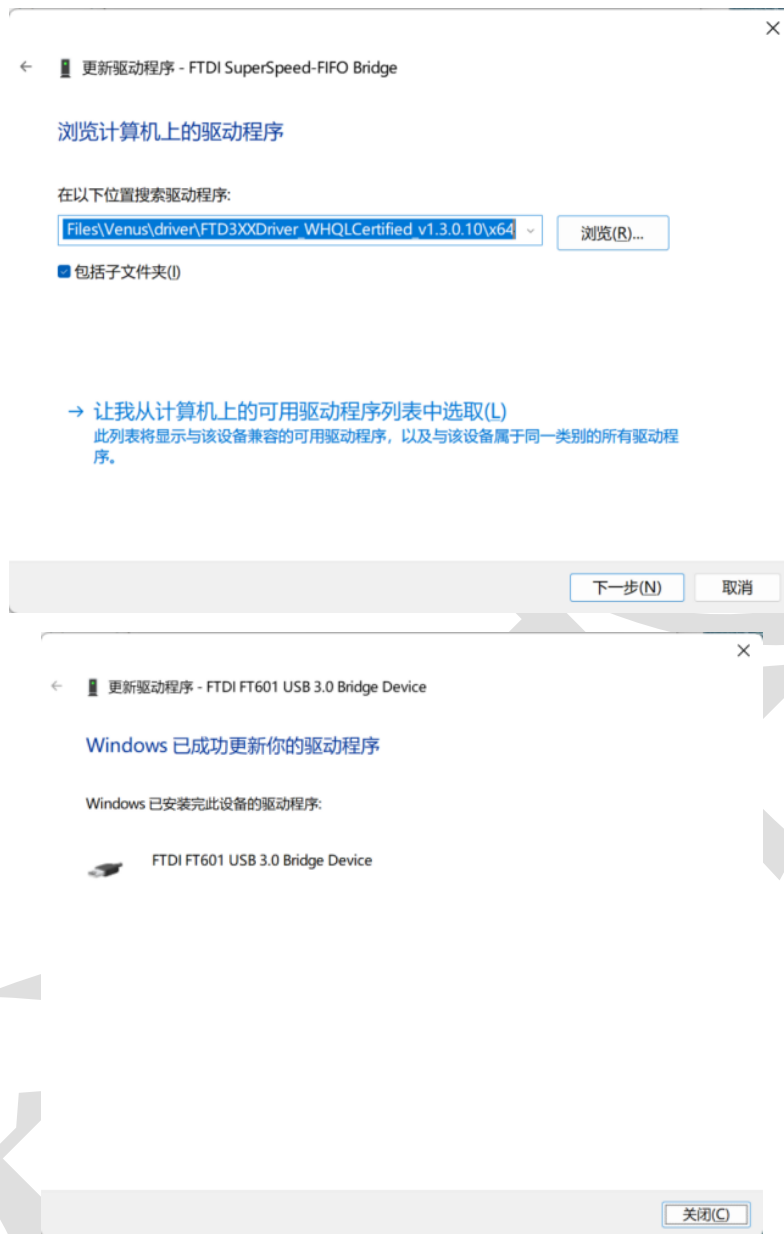 更新驱动程序 - FTDI SuperSpeed-FIFO Bridge
浏览计算机上的驱动程序
在以下位置搜索驱动程序:
Files\Venus\driver\FTD3XXDriver_WHQLCertified_v1.3.0.10\x64
浏览(R)...
包括子文件夹(I)
→ 让我从计算机上的可用驱动程序列表中选取(L)
此列表将显示与该设备兼容的可用驱动程序，以及与该设备属于同一类别的所有驱动程
序。
下一步(N)
取消
更新驱动程序 - FTDI FT601 USB 3.0 Bridge Device
Windows 已成功更新你的驱动程序
Windows 已安装完此设备的驱动程序:
FTDI FT601 USB 3.0 Bridge Device
关闭(C)